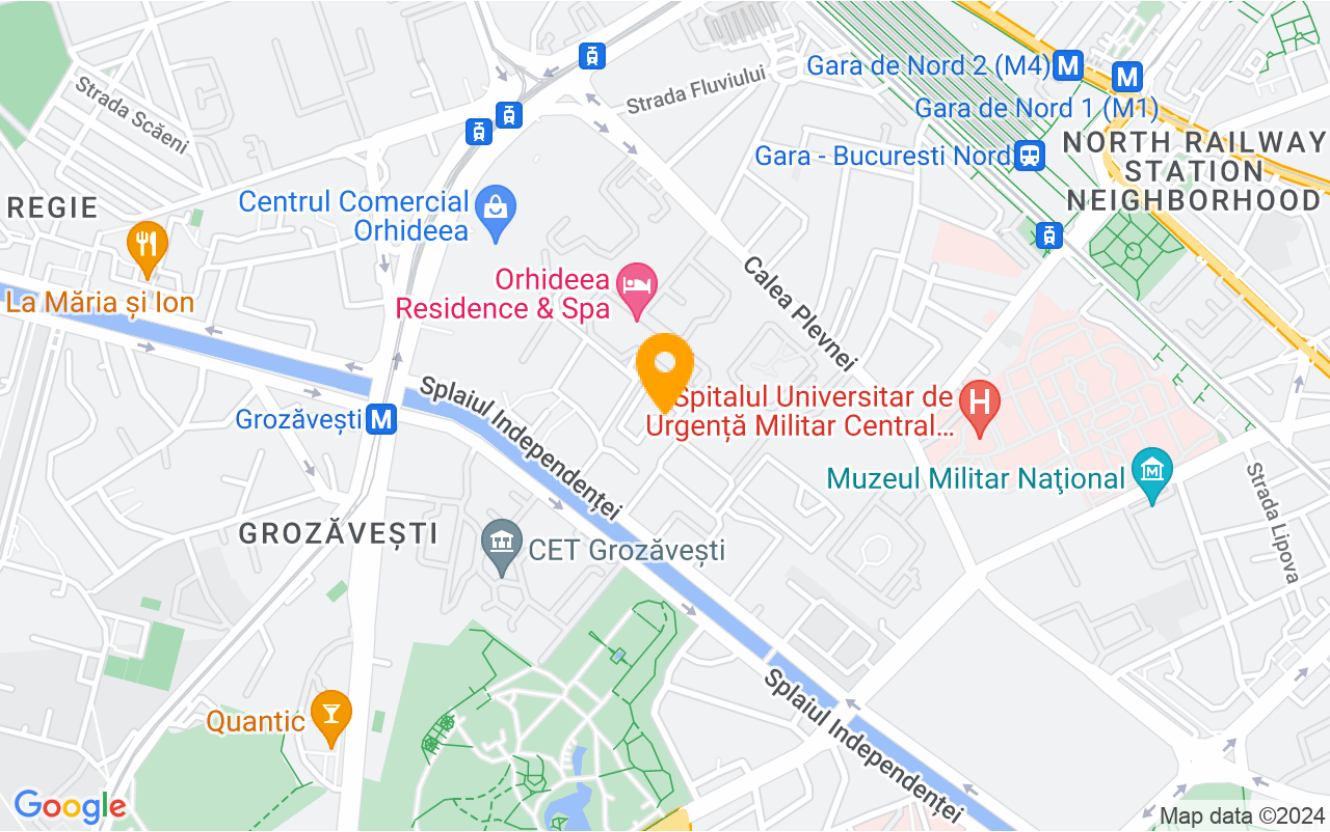 Gara de Nord 2 (M4)
M
M
Strada Fluviului
Gara de Nord 1 (M1)
Strada Scăeni
Gara - Bucuresti Nord
NORTH RAILWAY
STATION
NEIGHBORHOOD
REGIE
Centrul Comercial
Orhideea
Calea Plevnei
Orhideea
Residence & Spa
La Măria și Ion
Splaiul Independenței
Spitalul Universitar de
Urgență Militar Central...
H
Grozăvești
M
Muzeul Militar Naţional
M
Strada Lipova
GROZĂVEȘTI
CET Grozăvești
Splaiul Independenței
Quantic
Google
Map data ©2024